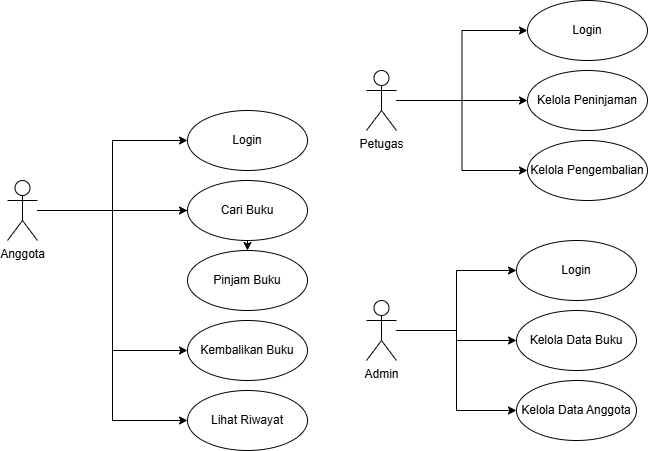 Login
Cari Buku
Pinjam Buku
Kembalikan Buku
Lihat Riwayat
Anggota
Login
Kelola Peninjaman
Kelola Pengembalian
Petugas
Login
Kelola Data Buku
Kelola Data Anggota
Admin